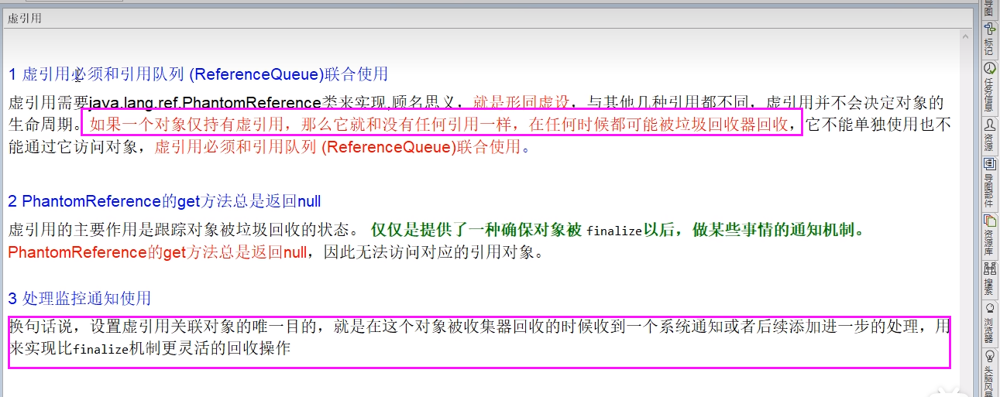 虚引用
1 虚引用必须和引用队列 (ReferenceQueue)联合使用
虚引用需要java.lang.ref.PhantomReference类来实现,顾名思义，就是形同虚设，与其他几种引用都不同，虚引用并不会决定对象的
生命周期。如果一个对象仅持有虚引用，那么它就和没有任何引用一样，在任何时候都可能被垃圾回收器回收，它不能单独使用也不
能通过它访问对象，虚引用必须和引用队列 (ReferenceQueue)联合使用。
2 PhantomReference的get方法总是返回null
虚引用的主要作用是跟踪对象被垃圾回收的状态。 仅仅是提供了一种确保对象被 finalize以后，做某些事情的通知机制。
PhantomReference的get方法总是返回null，因此无法访问对应的引用对象。
3 处理监控通知使用
换句话说，设置虚引用关联对象的唯一目的，就是在这个对象被收集器回收的时候收到一个系统通知或者后续添加进一步的处理，用
来实现比finalize机制更灵活的回收操作
导图
标记
任务信息
资源
导图部件
资源库
搜索
浏览器
头脑风